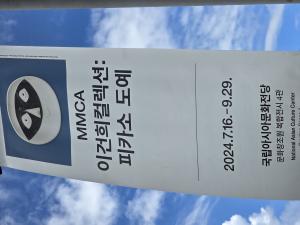 MMCA
이건희컬렉션:
피카소 도예
2024.7.16.–9.29.
국립아시아문화전당
문화창조원 복합전시 4관
National Asian Culture Center